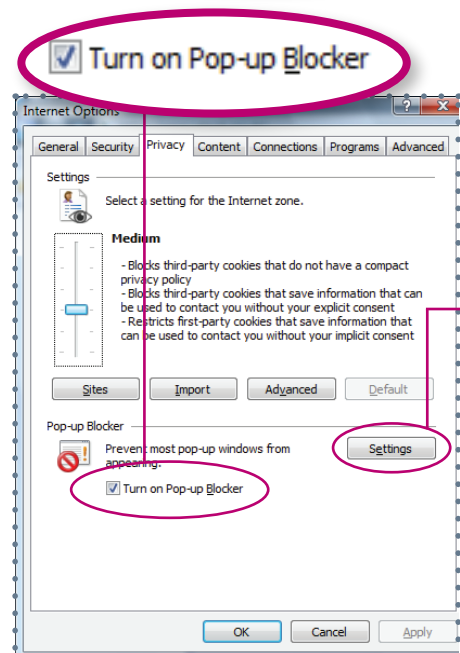 Turn on Pop-up Blocker
Internet Options
General Security Privacy Content Connections Programs Advanced
Settings
Select a setting for the Internet zone.
Medium
- Blocks third-party cookies that do not have a compact
privacy policy
- Blocks third-party cookies that save information that can
be used to contact you without your explicit consent
- Restricts first-party cookies that save information that
can be used to contact you without your implicit consent
Sites Import Advanced Default
Pop-up Blocker
Prevent most pop-up windows from
appearing.
Settings
Turn on Pop-up Blocker
OK Cancel Apply